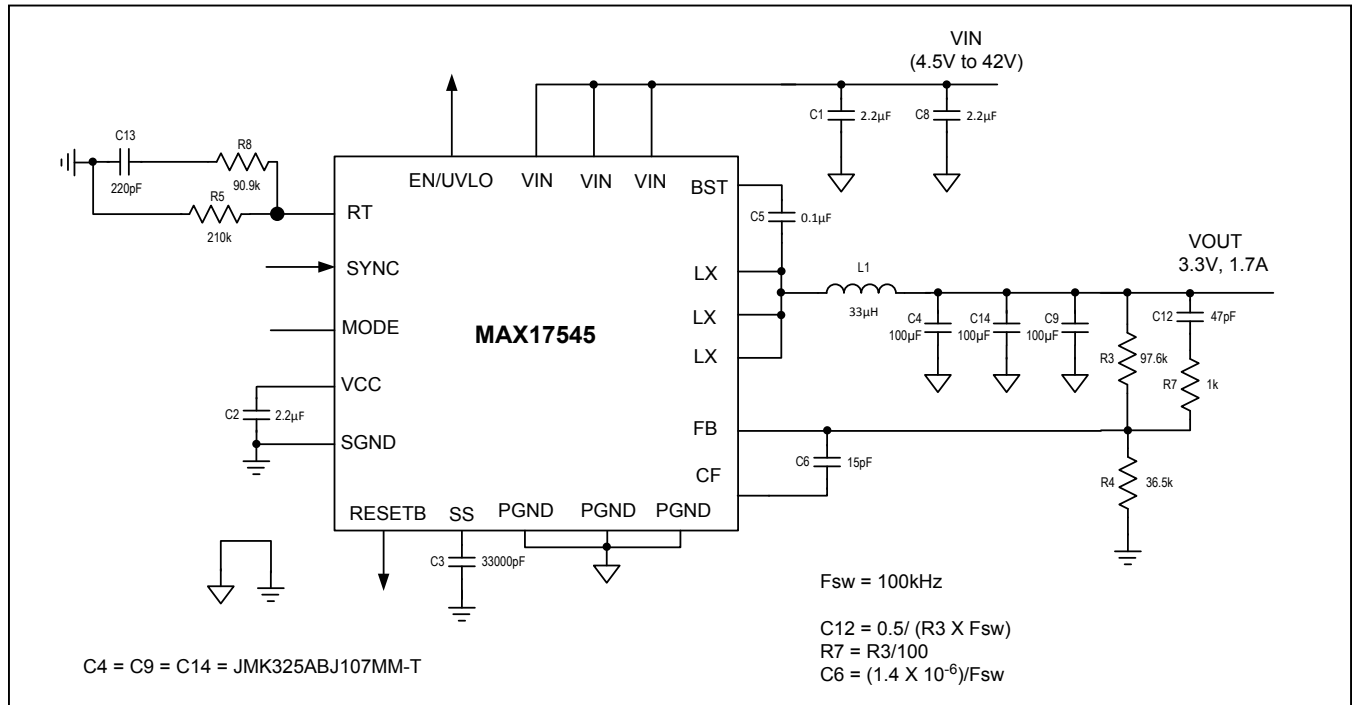 VIN
(4.5V to 42V)
C1 2.2µF
C8 2.2µF
C13
220pF
R8
90.9k
R5
210k
EN/UVLO VIN VIN VIN
BST
RT
C5 0.1µF
SYNC
LX
L1
33µH
VOUT
3.3V, 1.7A
MODE
MAX17545
LX
LX
C4
100µF
C14
100µF
C9
100µF
C12 47pF
R3 97.6k
R7 1k
VCC
C2 2.2µF
SGND
FB
C6 15pF
CF
R4 36.5k
RESETB SS PGND PGND PGND
C3 33000pF
Fsw = 100kHz
C12 = 0.5/ (R3 X Fsw)
R7 = R3/100
C6 = (1.4 X 10⁻⁶)/Fsw
C4 = C9 = C14 = JMK325ABJ107MM-T